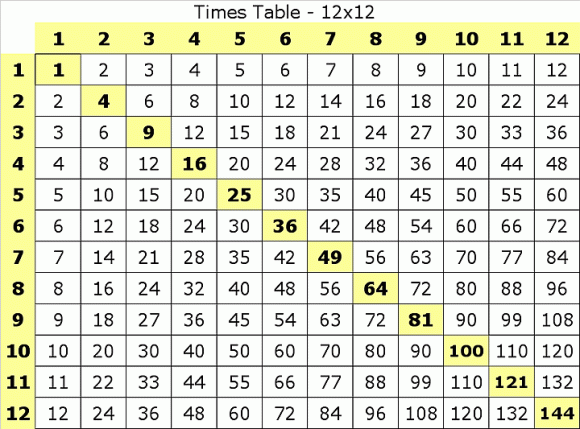 Times Table - 12x12
1 2 3 4 5 6 7 8 9 10 11 12
1 1 2 3 4 5 6 7 8 9 10 11 12
2 2 4 6 8 10 12 14 16 18 20 22 24
3 3 6 9 12 15 18 21 24 27 30 33 36
4 4 8 12 16 20 24 28 32 36 40 44 48
5 5 10 15 20 25 30 35 40 45 50 55 60
6 6 12 18 24 30 36 42 48 54 60 66 72
7 7 14 21 28 35 42 49 56 63 70 77 84
8 8 16 24 32 40 48 56 64 72 80 88 96
9 9 18 27 36 45 54 63 72 81 90 99 108
10 10 20 30 40 50 60 70 80 90 100 110 120
11 11 22 33 44 55 66 77 88 99 110 121 132
12 12 24 36 48 60 72 84 96 108 120 132 144